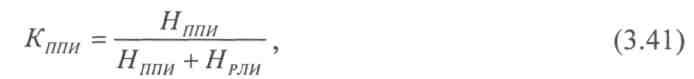 K_ппи = H_ппи / (H_ппи + H_рли), (3.41)